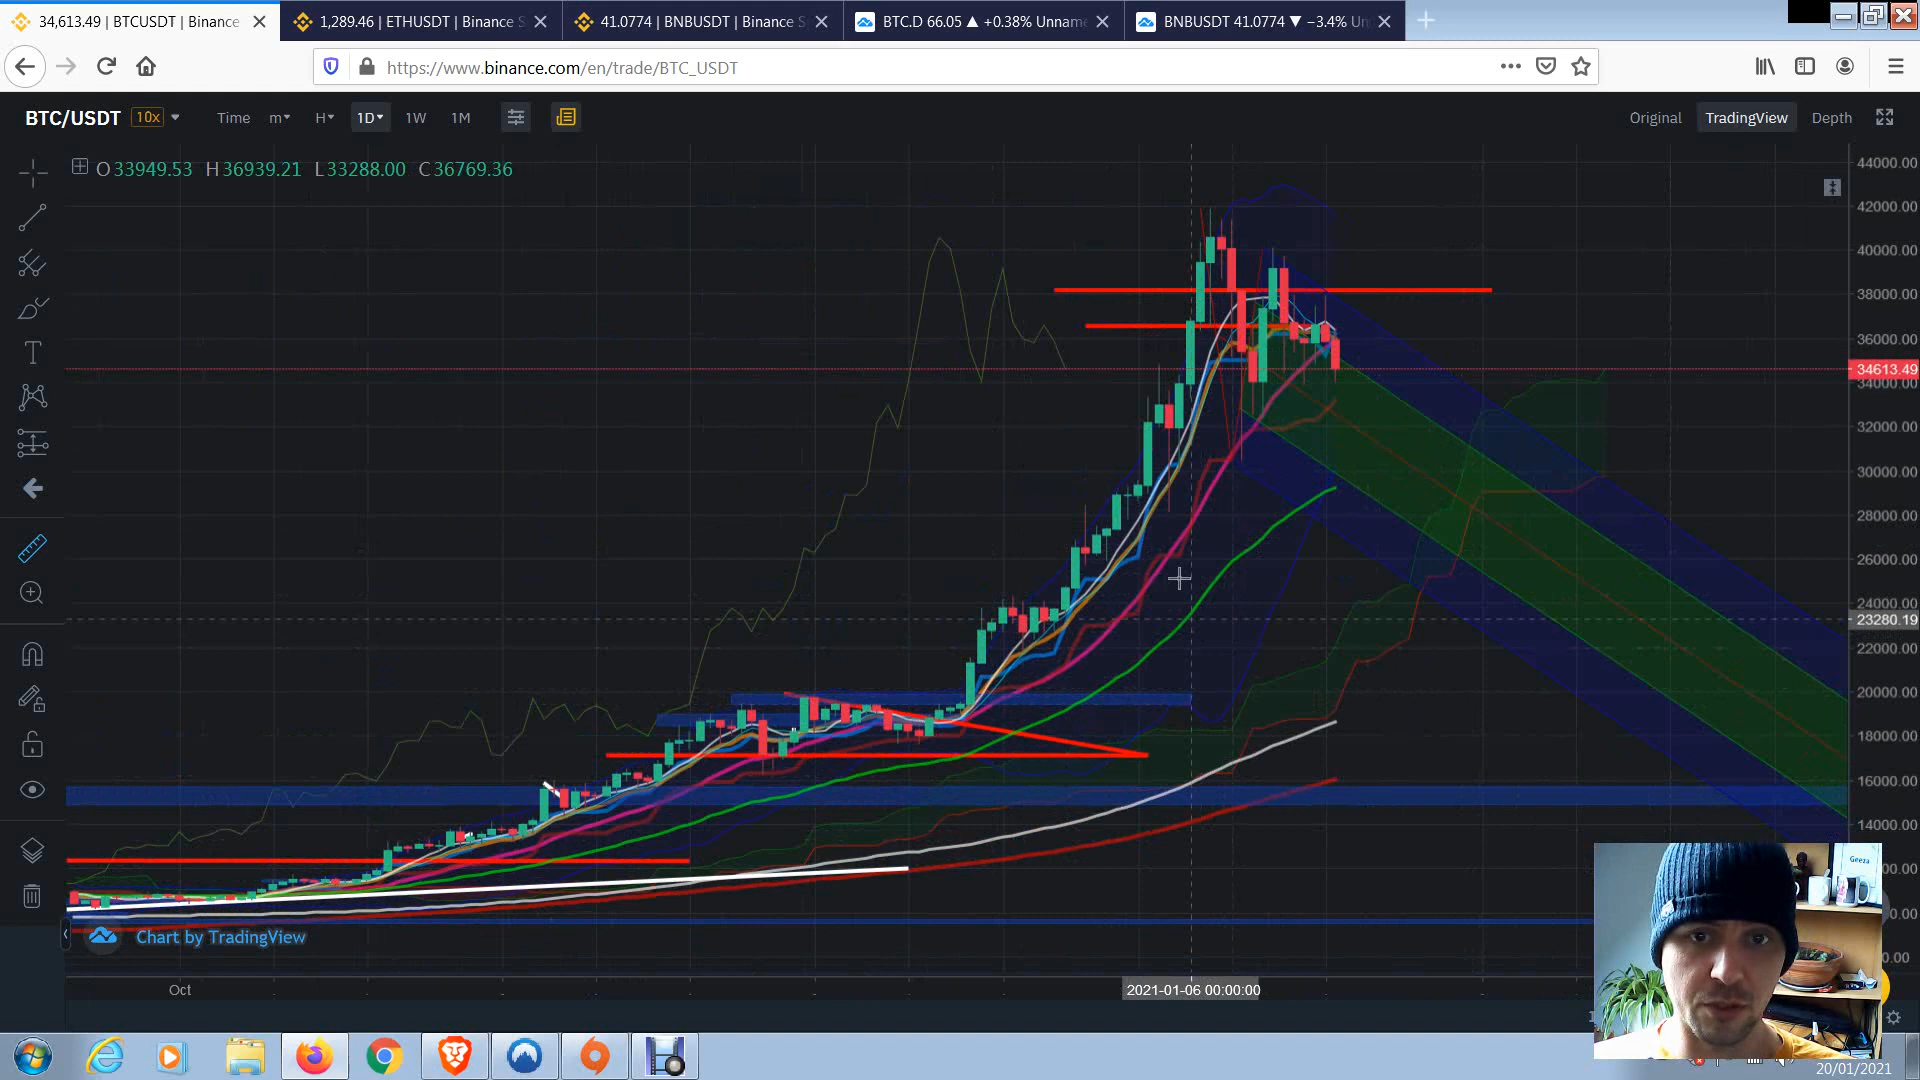 34,613.49 | BTCUSDT | Binance
1,289.46 | ETHUSDT | Binance S
41.0774 | BNBUSDT | Binance S
BTC.D 66.05 ▲ +0.38% Unname
BNBUSDT 41.0774 ▼ −3.4% Un
https://www.binance.com/en/trade/BTC_USDT
BTC/USDT 10x Time m H 1D 1W 1M Original TradingView Depth
O 33949.53 H 36939.21 L 33288.00 C 36769.36
44000.00
42000.00
40000.00
38000.00
36000.00
34613.49
34000.00
32000.00
30000.00
28000.00
26000.00
24000.00
23280.19
22000.00
20000.00
18000.00
16000.00
14000.00
Geeza
Chart by TradingView
Oct
2021-01-06 00:00:00
20/01/2021